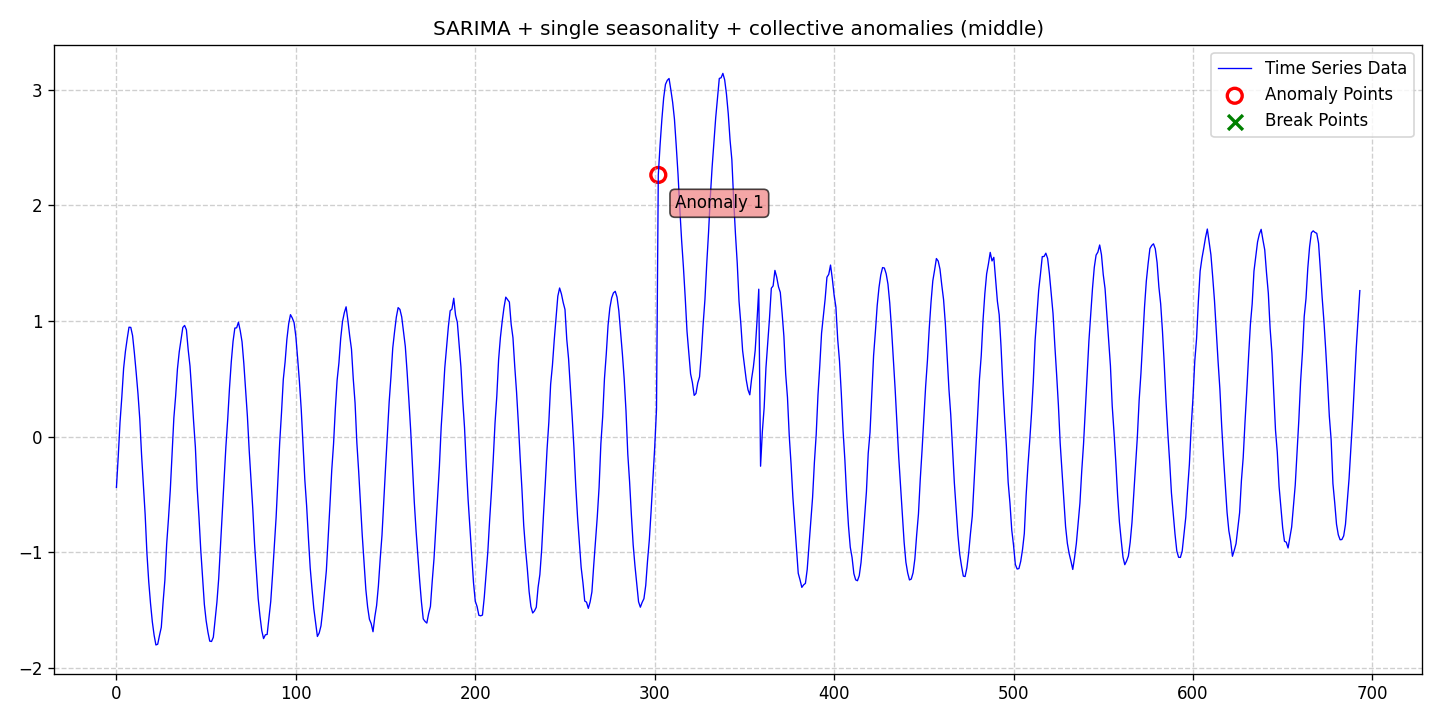 SARIMA + single seasonality + collective anomalies (middle)
Time Series Data
Anomaly Points
Break Points
Anomaly 1
3
2
1
0
−1
−2
0 100 200 300 400 500 600 700